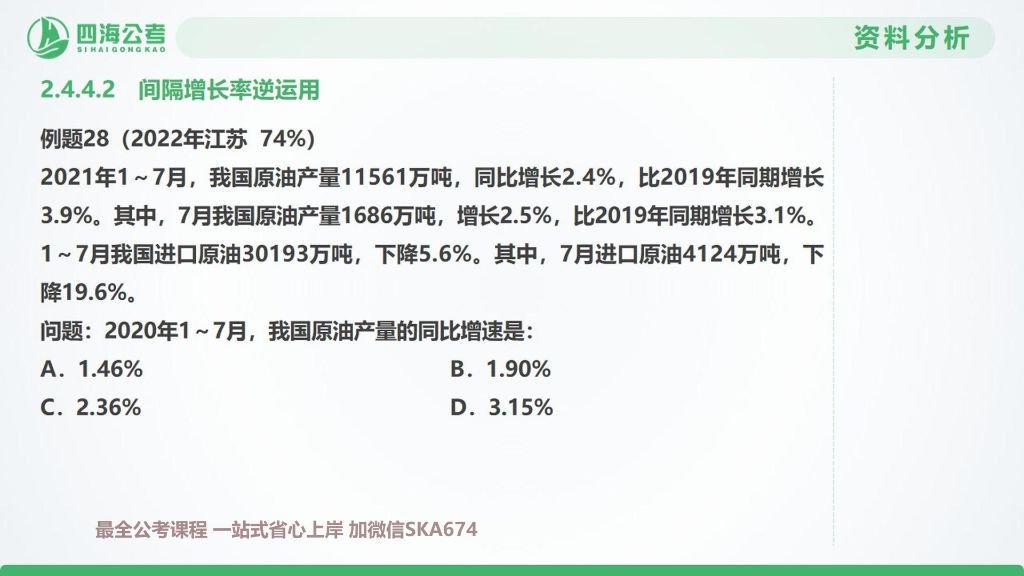 四海公考
SIHAIGONGKAO
资料分析
2.4.4.2 间隔增长率逆运用
例题28（2022年江苏 74%）
2021年1～7月，我国原油产量11561万吨，同比增长2.4%，比2019年同期增长
3.9%。其中，7月我国原油产量1686万吨，增长2.5%，比2019年同期增长3.1%。
1～7月我国进口原油30193万吨，下降5.6%。其中，7月进口原油4124万吨，下
降19.6%。
问题：2020年1～7月，我国原油产量的同比增速是：
A．1.46% B．1.90%
C．2.36% D．3.15%
最全公考课程 一站式省心上岸 加微信SKA674